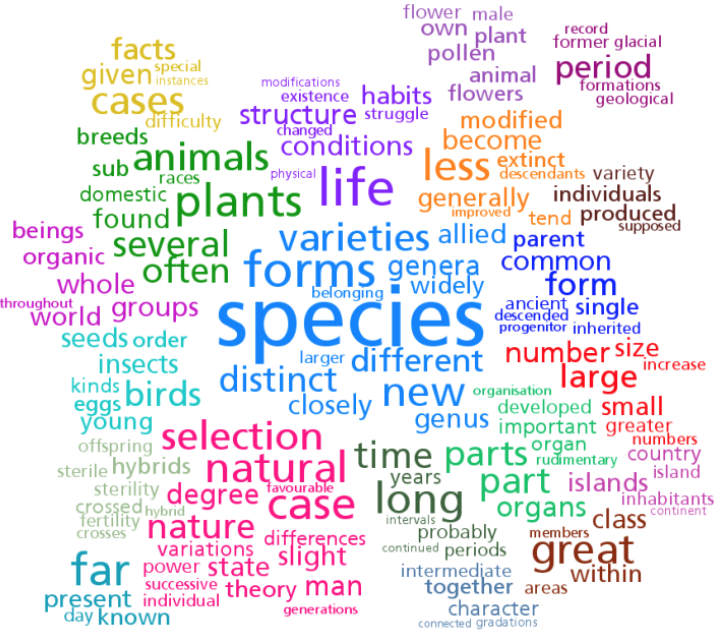 flower male
own plant
pollen
animal
flowers
record
former glacial
period
formations
geological
facts
given special
instances
cases
difficulty
modifications
existence habits
structure struggle
changed
conditions
physical life
modified
become
less extinct
descendants
generally
improved tend
variety
individuals
produced
supposed
breeds
animals
sub races
domestic plants
found
several
often
beings
organic
whole
throughout groups
world
varieties allied
forms genera
belonging widely
species
larger different
distinct new
closely genus
parent
common
form
ancient single
descended
progenitor inherited
seeds order
insects
kinds birds
eggs
young
number size
large increase
small
greater
numbers
organisation
developed
important
parts organ
rudimentary
part
organs
country
islands island
inhabitants
continent
offspring
sterile hybrids
sterility
crossed hybrid
fertility
crosses
selection
natural
degree favourable
case
nature
variations differences
power state slight
successive theory man
individual generations
time
years
long
intervals probably
continued periods
class
members
great
within
areas
far
present
day known
intermediate
together
character
connected gradations